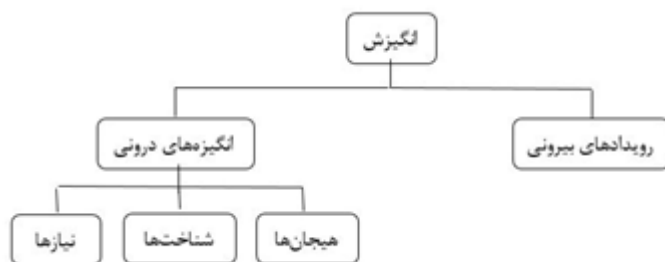 انگیزش
رویدادهای بیرونی
انگیزه‌های درونی
هیجان‌ها
شناخت‌ها
نیازها